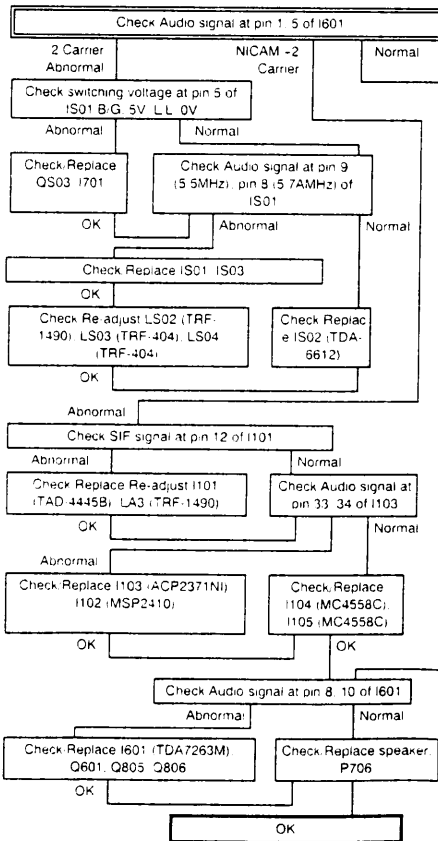 Check Audio signal at pin 1, 5 of I601
2 Carrier
Abnormal
NICAM -2
Carrier
Normal
Check switching voltage at pin 5 of
IS01 B/G: 5V L.L: 0V
Abnormal
Normal
Check/Replace
QS03, I701
Check Audio signal at pin 9
(5.5MHz), pin 8 (5.7AMHz) of
IS01
OK
Abnormal
Normal
Check/Replace IS01, IS03
OK
Check/Re-adjust LS02 (TRF-
1490), LS03 (TRF-404), LS04
(TRF-404)
Check/Replac
e IS02 (TDA-
6612)
OK
Abnormal
Check SIF signal at pin 12 of I101
Abnormal
Normal
Check/Replace Re-adjust I101
(TAD-4445B), LA3 (TRF-1490)
Check Audio signal at
pin 33, 34 of I103
OK
Abnormal
Normal
Check/Replace I103 (ACP2371NI)
I102 (MSP2410)
Check/Replace
I104 (MC4558C),
I105 (MC4558C)
OK
OK
Check Audio signal at pin 8, 10 of I601
Abnormal
Normal
Check/Replace I601 (TDA7263M),
Q601, Q805, Q806
Check/Replace speaker,
P706
OK
OK